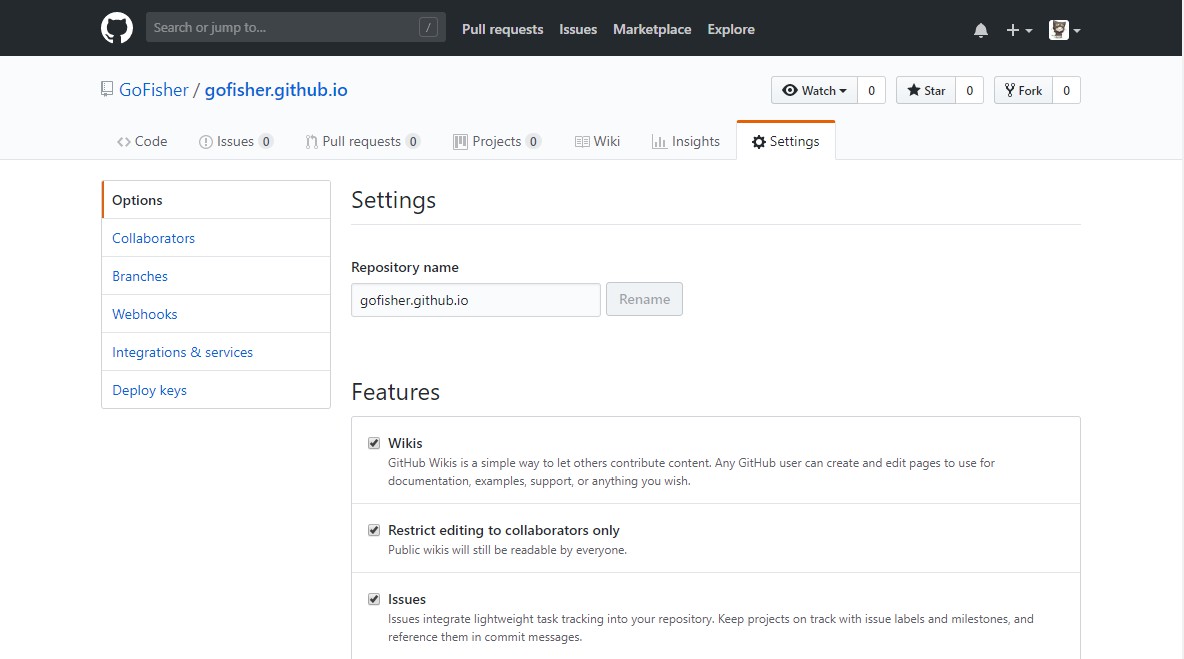 Search or jump to... /
Pull requests Issues Marketplace Explore
GoFisher / gofisher.github.io
Watch 0 Star 0 Fork 0
Code Issues 0 Pull requests 0 Projects 0 Wiki Insights Settings
Options
Collaborators
Branches
Webhooks
Integrations & services
Deploy keys
Settings
Repository name
gofisher.github.io Rename
Features
Wikis
GitHub Wikis is a simple way to let others contribute content. Any GitHub user can create and edit pages to use for
documentation, examples, support, or anything you wish.
Restrict editing to collaborators only
Public wikis will still be readable by everyone.
Issues
Issues integrate lightweight task tracking into your repository. Keep projects on track with issue labels and milestones, and
reference them in commit messages.